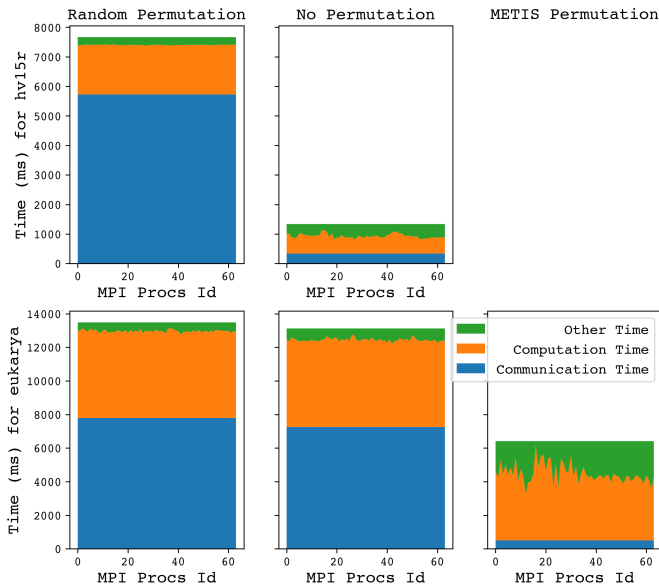 Random Permutation
No Permutation
METIS Permutation
Time (ms) for hv15r
8000
7000
6000
5000
4000
3000
2000
1000
0
0 20 40 60
MPI Procs Id
0 20 40 60
MPI Procs Id
Time (ms) for eukarya
14000
12000
10000
8000
6000
4000
2000
0
Other Time
Computation Time
Communication Time
0 20 40 60
MPI Procs Id
0 20 40 60
MPI Procs Id
0 20 40 60
MPI Procs Id